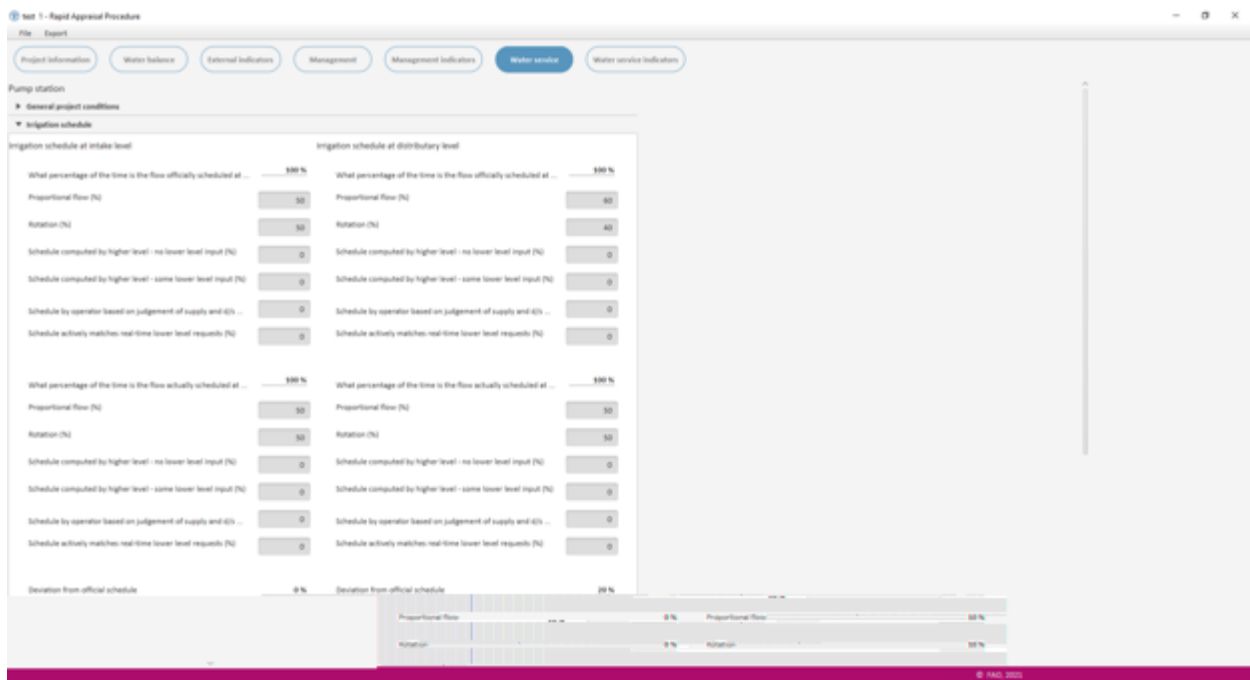 test 1 - Rapid Appraisal Procedure
File Export
Project information Water balance External indicators Management Management indicators Water service Water service indicators
Pump station
General project conditions
Irrigation schedule
Irrigation schedule at intake level Irrigation schedule at distributary level
What percentage of the time is the flow officially scheduled at ... 100 % What percentage of the time is the flow officially scheduled at ... 100 %
Proportional flow (%) 50 Proportional flow (%) 60
Rotation (%) 50 Rotation (%) 40
Schedule computed by higher level - no lower level input (%) 0 Schedule computed by higher level - no lower level input (%) 0
Schedule computed by higher level - some lower level input (%) 0 Schedule computed by higher level - some lower level input (%) 0
Schedule by operator based on judgement of supply and d/s ... 0 Schedule by operator based on judgement of supply and d/s ... 0
Schedule actively matches real-time lower level requests (%) 0 Schedule actively matches real-time lower level requests (%) 0
What percentage of the time is the flow actually scheduled at ... 100 % What percentage of the time is the flow actually scheduled at ... 100 %
Proportional flow (%) 50 Proportional flow (%) 50
Rotation (%) 50 Rotation (%) 50
Schedule computed by higher level - no lower level input (%) 0 Schedule computed by higher level - no lower level input (%) 0
Schedule computed by higher level - some lower level input (%) 0 Schedule computed by higher level - some lower level input (%) 0
Schedule by operator based on judgement of supply and d/s ... 0 Schedule by operator based on judgement of supply and d/s ... 0
Schedule actively matches real-time lower level requests (%) 0 Schedule actively matches real-time lower level requests (%) 0
Deviation from official schedule 0 % Deviation from official schedule 20 %
Proportional flow 0 % Proportional flow 10 %
Rotation 0 % Rotation 10 %
© FAO, 2021